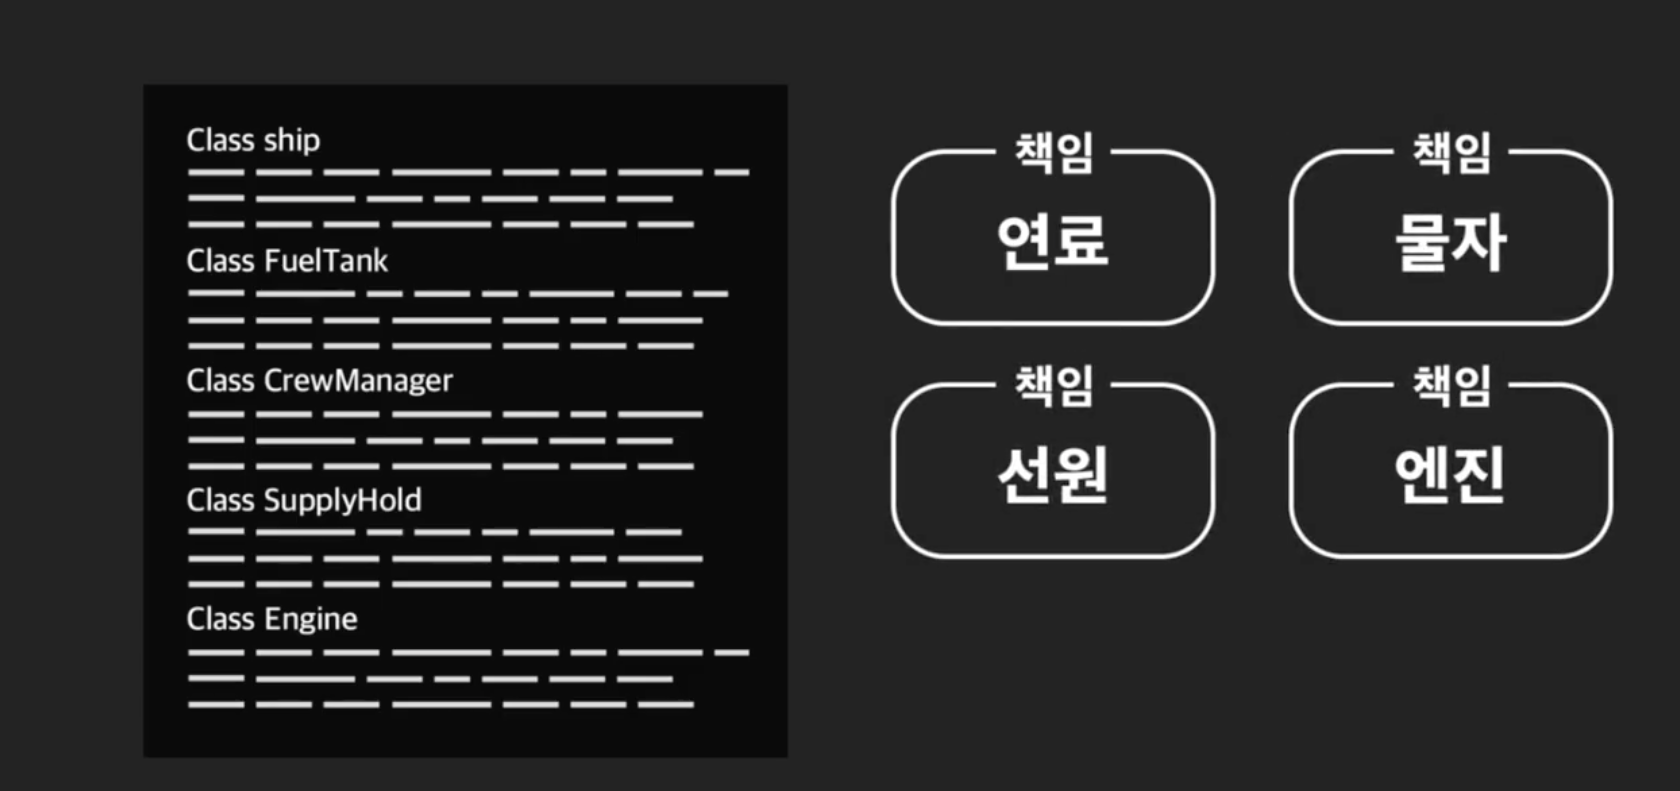 Class ship
Class FuelTank
Class CrewManager
Class SupplyHold
Class Engine
책임
연료
책임
물자
책임
선원
책임
엔진